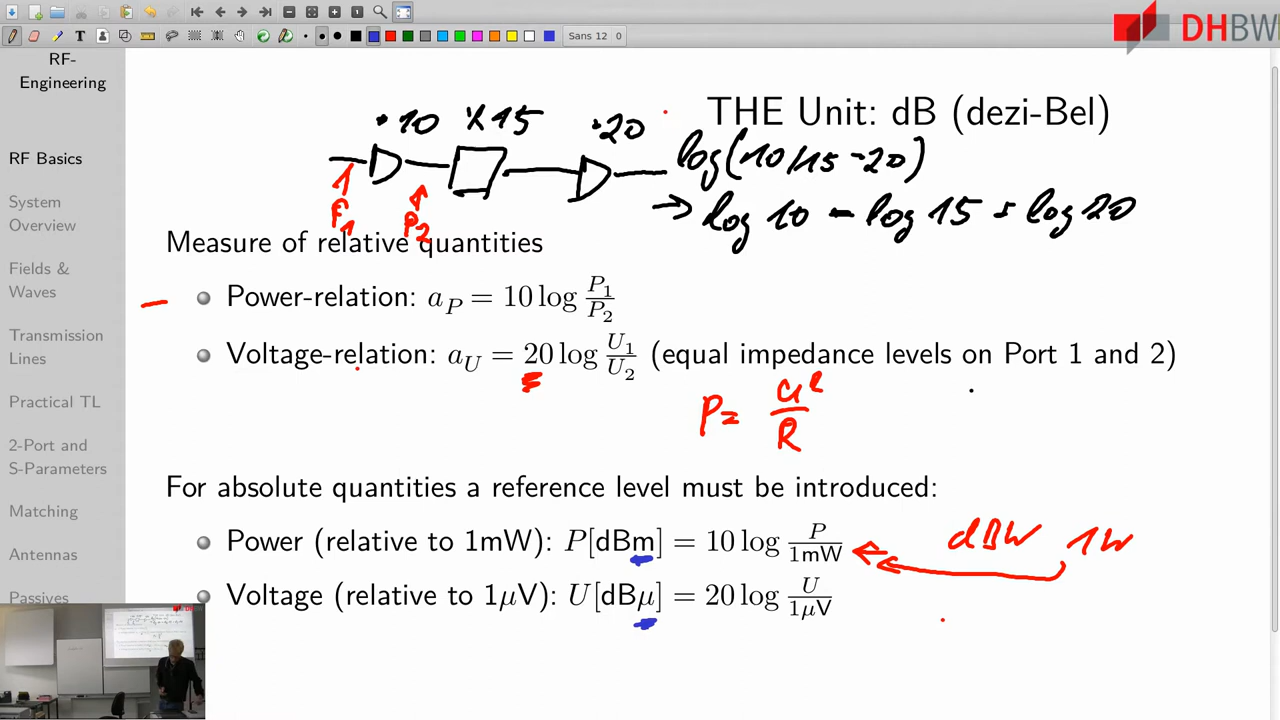 Sans 12 0
DHBW
RF-
Engineering
RF Basics
System
Overview
Fields &
Waves
Transmission
Lines
Practical TL
2-Port and
S-Parameters
Matching
Antennas
Passives
THE Unit: dB (dezi-Bel)
·10 ×15 ·20
log(10/15·20)
→ log 10 - log 15 + log 20
P1 P2
Measure of relative quantities
Power-relation: a_P = 10 log P₁/P₂
Voltage-relation: a_U = 20 log U₁/U₂ (equal impedance levels on Port 1 and 2)
P= U²/R
For absolute quantities a reference level must be introduced:
Power (relative to 1mW): P[dBm] = 10 log P/1mW
dBW 1W
Voltage (relative to 1μV): U[dBμ] = 20 log U/1μV